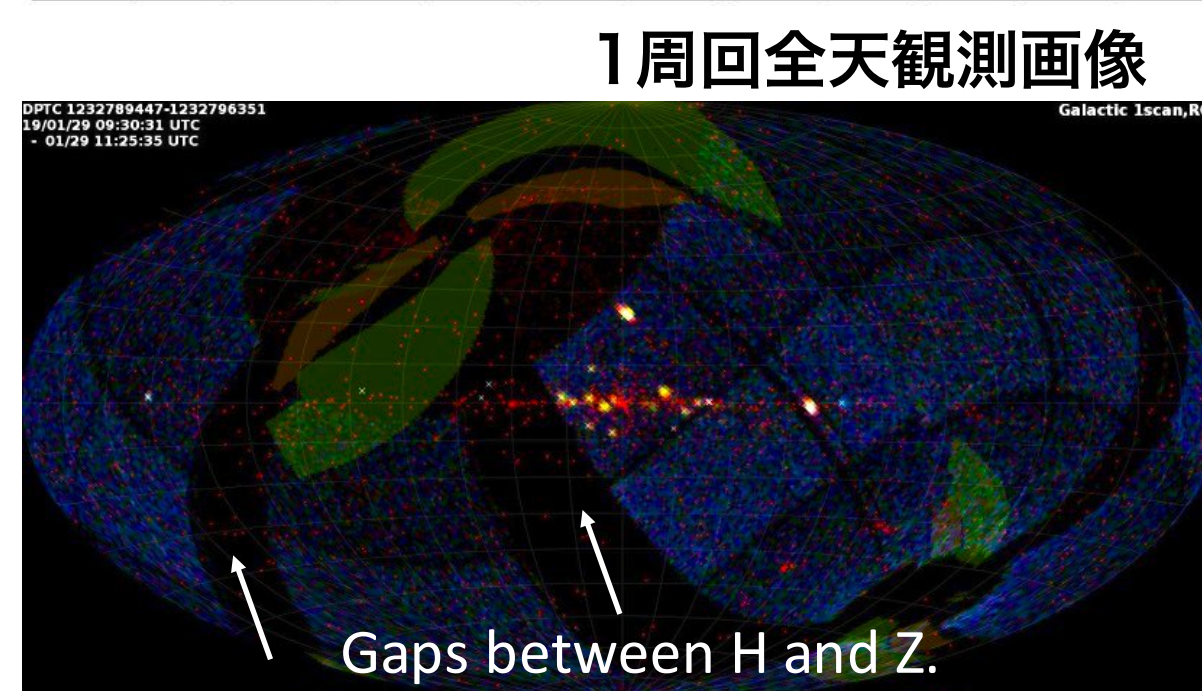 1周回全天観測画像
DPTC 1232789447-1232796351
19/01/29 09:30:31 UTC
- 01/29 11:25:35 UTC
Galactic 1scan,R
Gaps between H and Z.